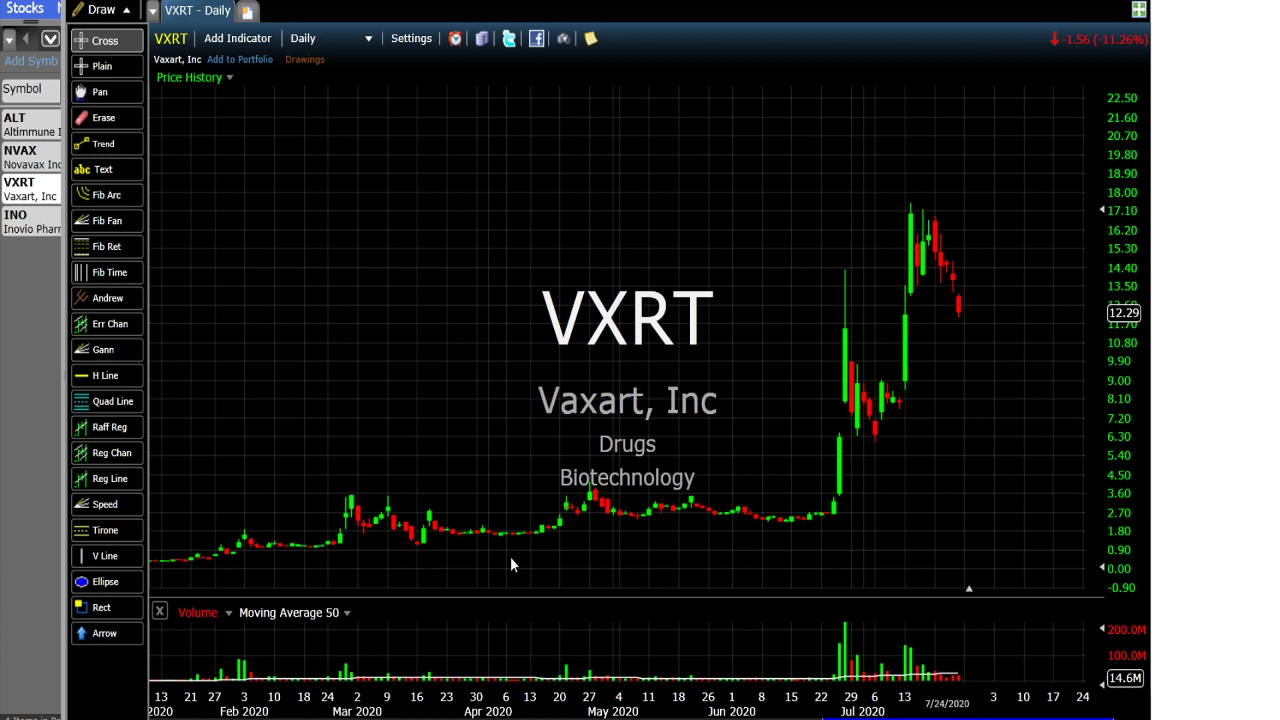 Stocks
Draw
VXRT - Daily
VXRT
Add Indicator
Daily
Settings
-1.56 (-11.26%)
Vaxart, Inc
Add to Portfolio
Drawings
Price History
Add Symb
Symbol
ALT
Altimmune I
NVAX
Novavax Inc
VXRT
Vaxart, Inc
INO
Inovio Pharr
Cross
Plain
Pan
Erase
Trend
abc Text
Fib Arc
Fib Fan
Fib Ret
Fib Time
Andrew
Err Chan
Gann
H Line
Quad Line
Raff Reg
Reg Chan
Reg Line
Speed
Tirone
V Line
Ellipse
Rect
Arrow
VXRT
Vaxart, Inc
Drugs
Biotechnology
22.50
21.60
20.70
19.80
18.90
18.00
17.10
16.20
15.30
14.40
13.50
12.29
11.70
10.80
9.90
9.00
8.10
7.20
6.30
5.40
4.50
3.60
2.70
1.80
0.90
0.00
-0.90
X Volume
Moving Average 50
200.0M
100.0M
14.6M
13 21 27 3 10 18 24 2 9 16 23 30 6 13 20 27 4 11 18 26 1 8 15 22 29 6 13 3 10 17 24
2020 Feb 2020 Mar 2020 Apr 2020 May 2020 Jun 2020 Jul 2020
7/24/2020